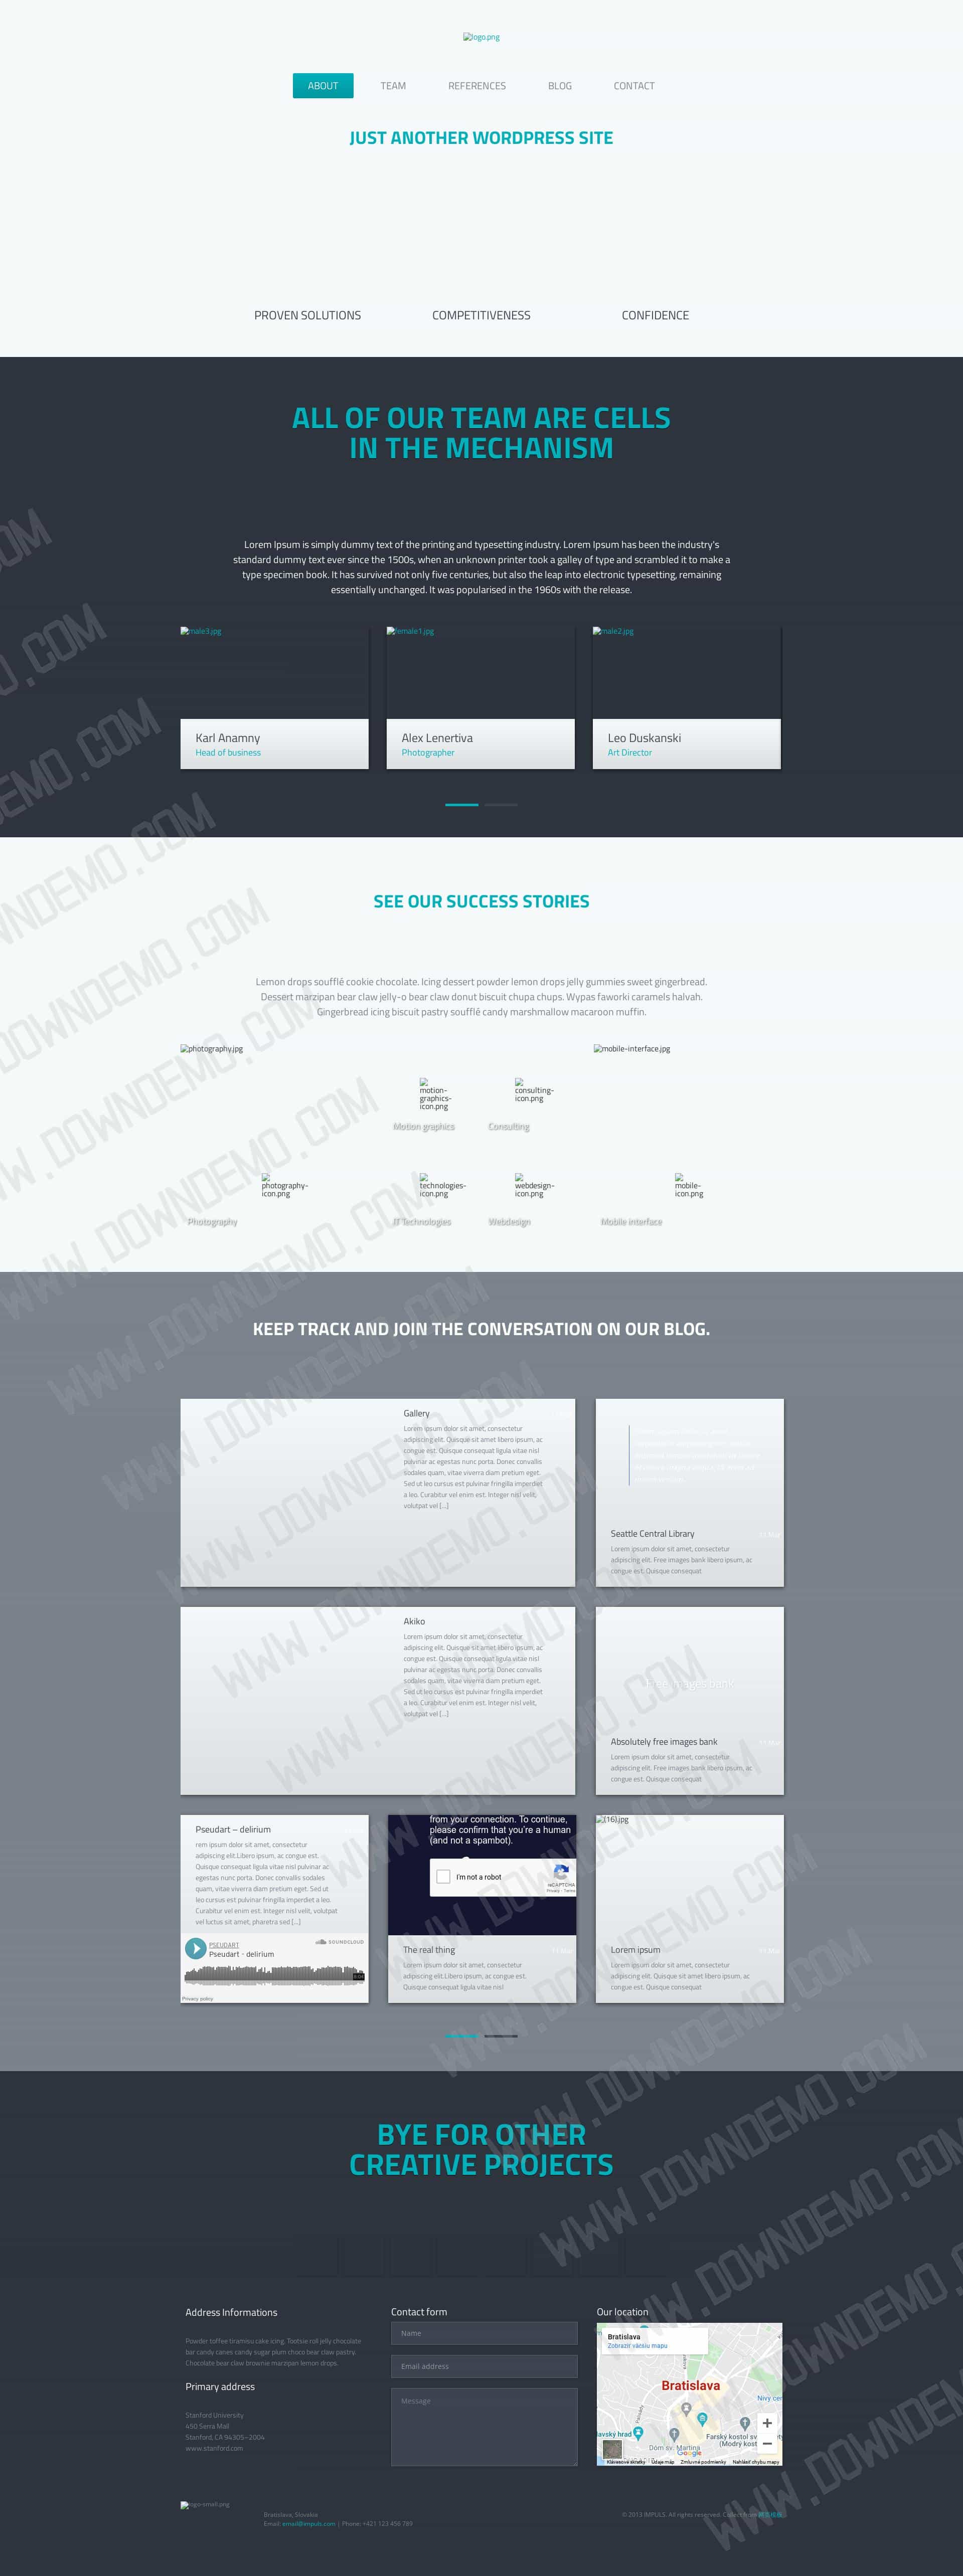 logo.png
ABOUT TEAM REFERENCES BLOG CONTACT
JUST ANOTHER WORDPRESS SITE
PROVEN SOLUTIONS COMPETITIVENESS CONFIDENCE
ALL OF OUR TEAM ARE CELLS
IN THE MECHANISM
Lorem Ipsum is simply dummy text of the printing and typesetting industry. Lorem Ipsum has been the industry's
standard dummy text ever since the 1500s, when an unknown printer took a galley of type and scrambled it to make a
type specimen book. It has survived not only five centuries, but also the leap into electronic typesetting, remaining
essentially unchanged. It was popularised in the 1960s with the release.
male3.jpg
Karl Anamny
Head of business
female1.jpg
Alex Lenertiva
Photographer
male2.jpg
Leo Duskanski
Art Director
SEE OUR SUCCESS STORIES
Lemon drops soufflé cookie chocolate. Icing dessert powder lemon drops jelly gummies sweet gingerbread.
Dessert marzipan bear claw jelly-o bear claw donut biscuit chupa chups. Wypas faworki caramels halvah.
Gingerbread icing biscuit pastry soufflé candy marshmallow macaroon muffin.
photography.jpg
mobile-interface.jpg
motion-
graphics-
icon.png
Motion graphics
consulting-
icon.png
Consulting
photography-
icon.png
Photography
technologies-
icon.png
IT Technologies
webdesign-
icon.png
Webdesign
mobile-
icon.png
Mobile interface
KEEP TRACK AND JOIN THE CONVERSATION ON OUR BLOG.
Gallery
Lorem ipsum dolor sit amet, consectetur
adipiscing elit. Quisque sit amet libero ipsum, ac
congue est. Quisque consequat ligula vitae nisl
pulvinar ac egestas nunc porta. Donec convallis
sodales quam, vitae viverra diam pretium eget.
Sed ut leo cursus est pulvinar fringilla imperdiet
a leo. Curabitur vel enim est. Integer nisl velit,
volutpat vel [...]
Seattle Central Library
Lorem ipsum dolor sit amet, consectetur
adipiscing elit. Free images bank libero ipsum, ac
congue est. Quisque consequat
Akiko
Lorem ipsum dolor sit amet, consectetur
adipiscing elit. Quisque sit amet libero ipsum, ac
congue est. Quisque consequat ligula vitae nisl
pulvinar ac egestas nunc porta. Donec convallis
sodales quam, vitae viverra diam pretium eget.
Sed ut leo cursus est pulvinar fringilla imperdiet
a leo. Curabitur vel enim est. Integer nisl velit,
volutpat vel [...]
Free images bank
Absolutely free images bank
Lorem ipsum dolor sit amet, consectetur
adipiscing elit. Free images bank libero ipsum, ac
congue est. Quisque consequat
Pseudart – delirium
rem ipsum dolor sit amet, consectetur
adipiscing elit.Libero ipsum, ac congue est.
Quisque consequat ligula vitae nisl pulvinar ac
egestas nunc porta. Donec convallis sodales
quam, vitae viverra diam pretium eget. Sed ut
leo cursus est pulvinar fringilla imperdiet a leo.
Curabitur vel enim est. Integer nisl velit, volutpat
vel luctus sit amet, pharetra sed [...]
PSEUDART
SOUNDCLOUD
Pseudart - delirium
Privacy policy
from your connection. To continue,
please confirm that you're a human
(and not a spambot).
I'm not a robot
reCAPTCHA
Privacy - Terms
The real thing
Lorem ipsum dolor sit amet, consectetur
adipiscing elit.Libero ipsum, ac congue est.
Quisque consequat ligula vitae nisl
(16).jpg
Lorem ipsum
Lorem ipsum dolor sit amet, consectetur
adipiscing elit. Quisque sit amet libero ipsum, ac
congue est. Quisque consequat
BYE FOR OTHER
CREATIVE PROJECTS
Address Informations
Powder toffee tiramisu cake icing. Tootsie roll jelly chocolate
bar candy canes candy sugar plum choco bear claw pastry.
Chocolate bear claw brownie marzipan lemon drops.
Primary address
Stanford University
450 Serra Mall
Stanford, CA 94305–2004
www.stanford.com
Contact form
Name
Email address
Message
Our location
Bratislava
Zobraziť väčšiu mapu
Bratislava
Nivy cen
avský hrad
Dóm sv. Martina
Farský kostol sv
(Modrý kost
Google
Klávesové skratky Údaje máp Zmluvné podmienky Nahlásiť chybu mapy
logo-small.png
Bratislava, Slovakia
Email: email@impuls.com | Phone: +421 123 456 789
© 2013 IMPULS. All rights reserved. Collect from 网页模板
WWW.DOWNDEMO.COM